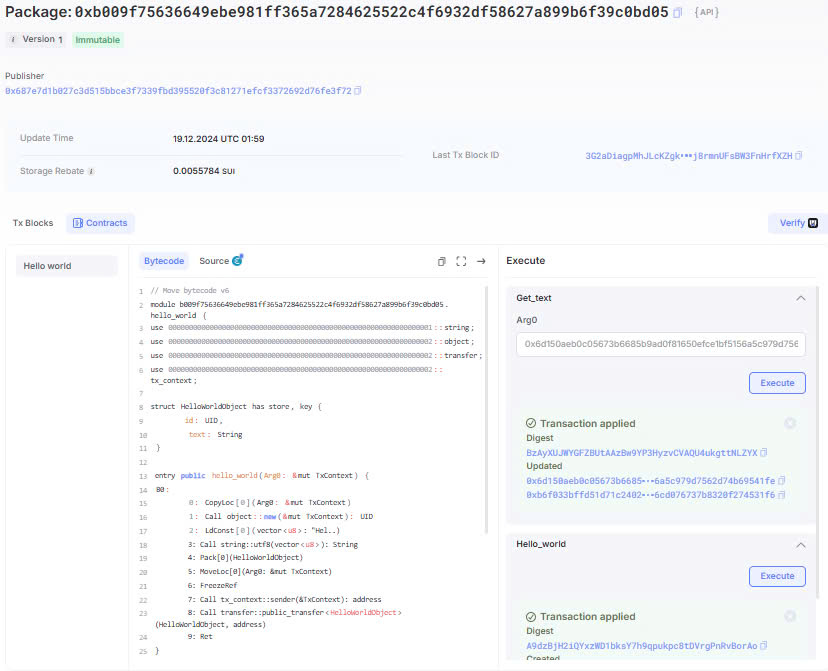 Package: 0xb009f75636649ebe981ff365a7284625522c4f6932df58627a899b6f39c0bd05 {API}
i Version 1 Immutable
Publisher
0x687e7d1b027c3d515bbce3f7339fbd395520f3c81271efcf3372692d76fe3f72
Update Time 19.12.2024 UTC 01:59
Last Tx Block ID 3G2aDiagpMhJLcKZgk•••j8rmnUFsBW3FnHrfXZH
Storage Rebate i 0.0055784 SUI
Tx Blocks Contracts Verify
Hello world
Bytecode Source
1 // Move bytecode v6
2 module b009f75636649ebe981ff365a7284625522c4f6932df58627a899b6f39c0bd05.
hello_world {
3 use 0000000000000000000000000000000000000000000000000000000000000001::string;
4 use 0000000000000000000000000000000000000000000000000000000000000002::object;
5 use 0000000000000000000000000000000000000000000000000000000000000002::transfer;
6 use 0000000000000000000000000000000000000000000000000000000000000002::
tx_context;
7
8 struct HelloWorldObject has store, key {
9 id: UID,
10 text: String
11 }
12
13 entry public hello_world(Arg0: &mut TxContext) {
14 B0:
15 0: CopyLoc[0](Arg0: &mut TxContext)
16 1: Call object::new(&mut TxContext): UID
17 2: LdConst[0](vector<u8>: "Hel..)
18 3: Call string::utf8(vector<u8>): String
19 4: Pack[0](HelloWorldObject)
20 5: MoveLoc[0](Arg0: &mut TxContext)
21 6: FreezeRef
22 7: Call tx_context::sender(&TxContext): address
23 8: Call transfer::public_transfer<HelloWorldObject>
(HelloWorldObject, address)
24 9: Ret
25 }
Execute
Get_text
Arg0
0x6d150aeb0c05673b6685b9ad0f81650efce1bf5156a5c979d756
Execute
Transaction applied
Digest
BzAyXUJWYGFZBUtAAzBw9YP3HyzvCVAQU4ukgttNLZYX
Updated
0x6d150aeb0c05673b6685•••6a5c979d7562d74b69541fe
0xb6f033bffd51d71c2402•••6cd076737b8320f274531f6
Hello_world
Execute
Transaction applied
Digest
A9dzBjH2iQYxzWD1bksY7h9qpukpc8tDVrgPnRvBorAo
Created